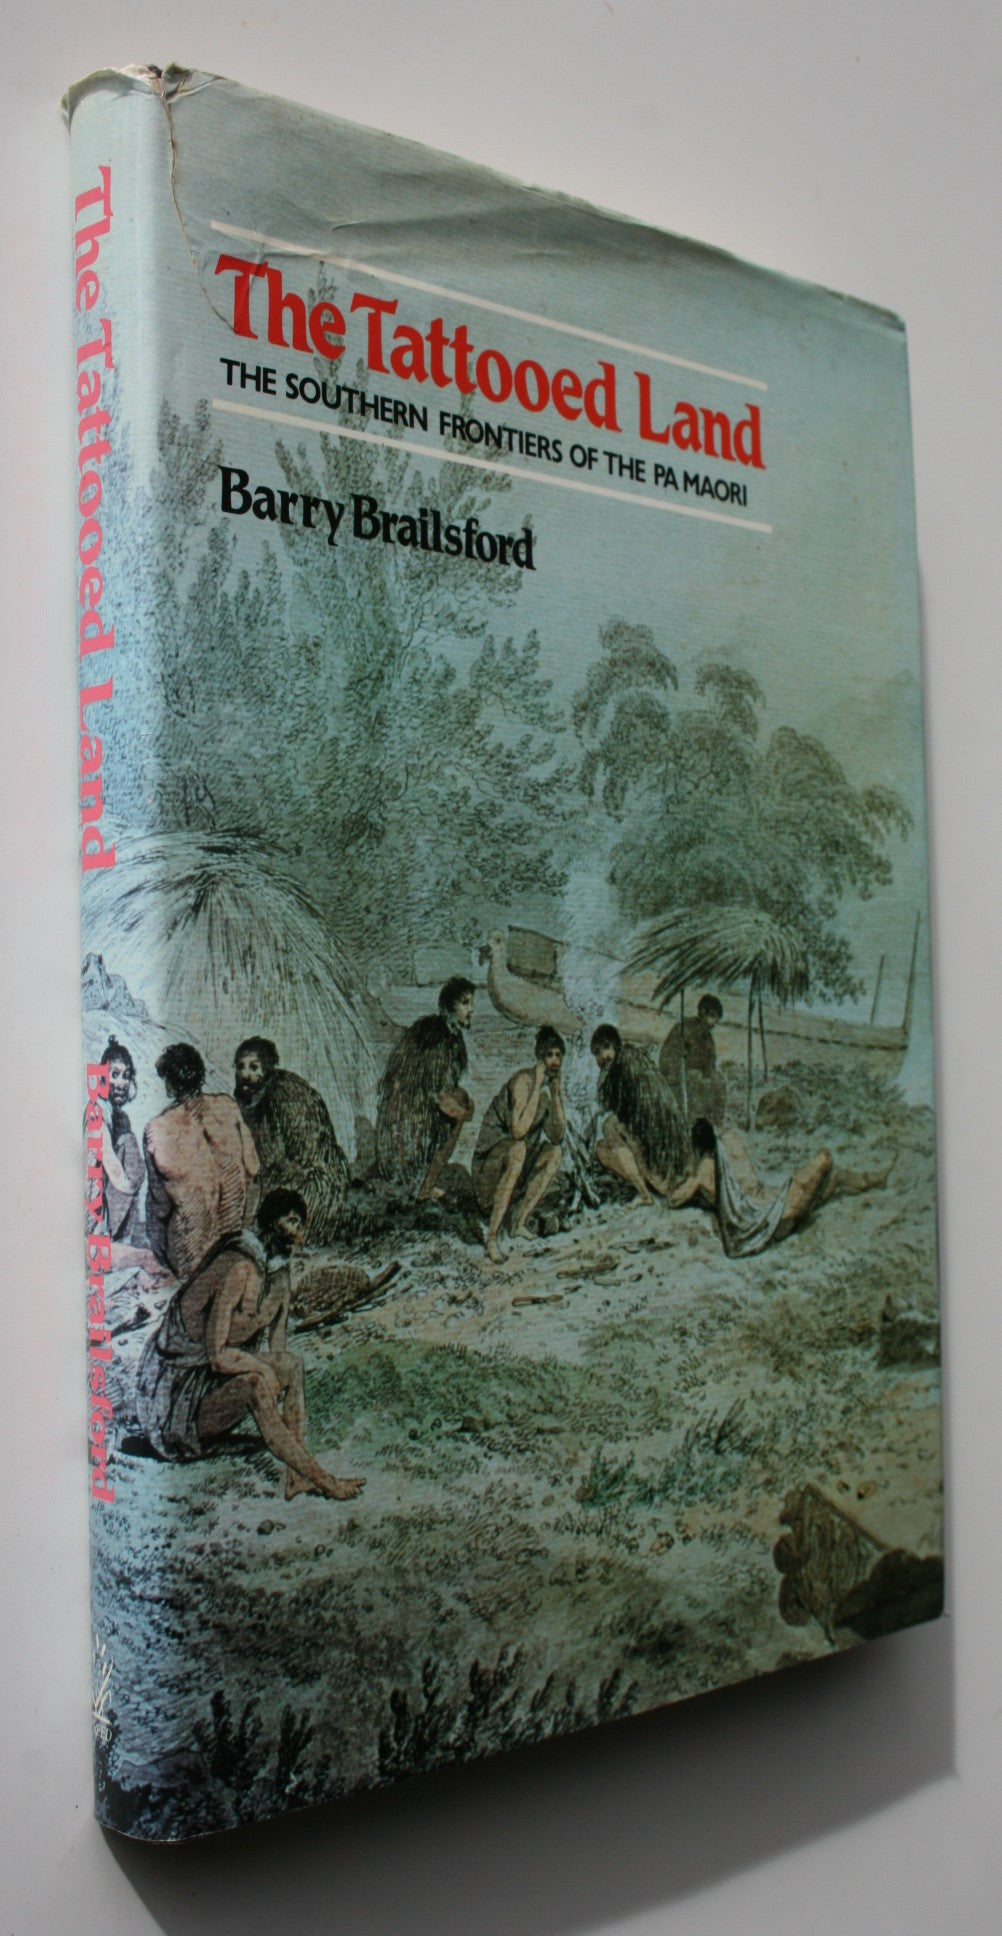 The Tattooed Land
THE SOUTHERN FRONTIERS OF THE PA MAORI
Barry Brailsford
The Tattooed Land
Barry Brailsford